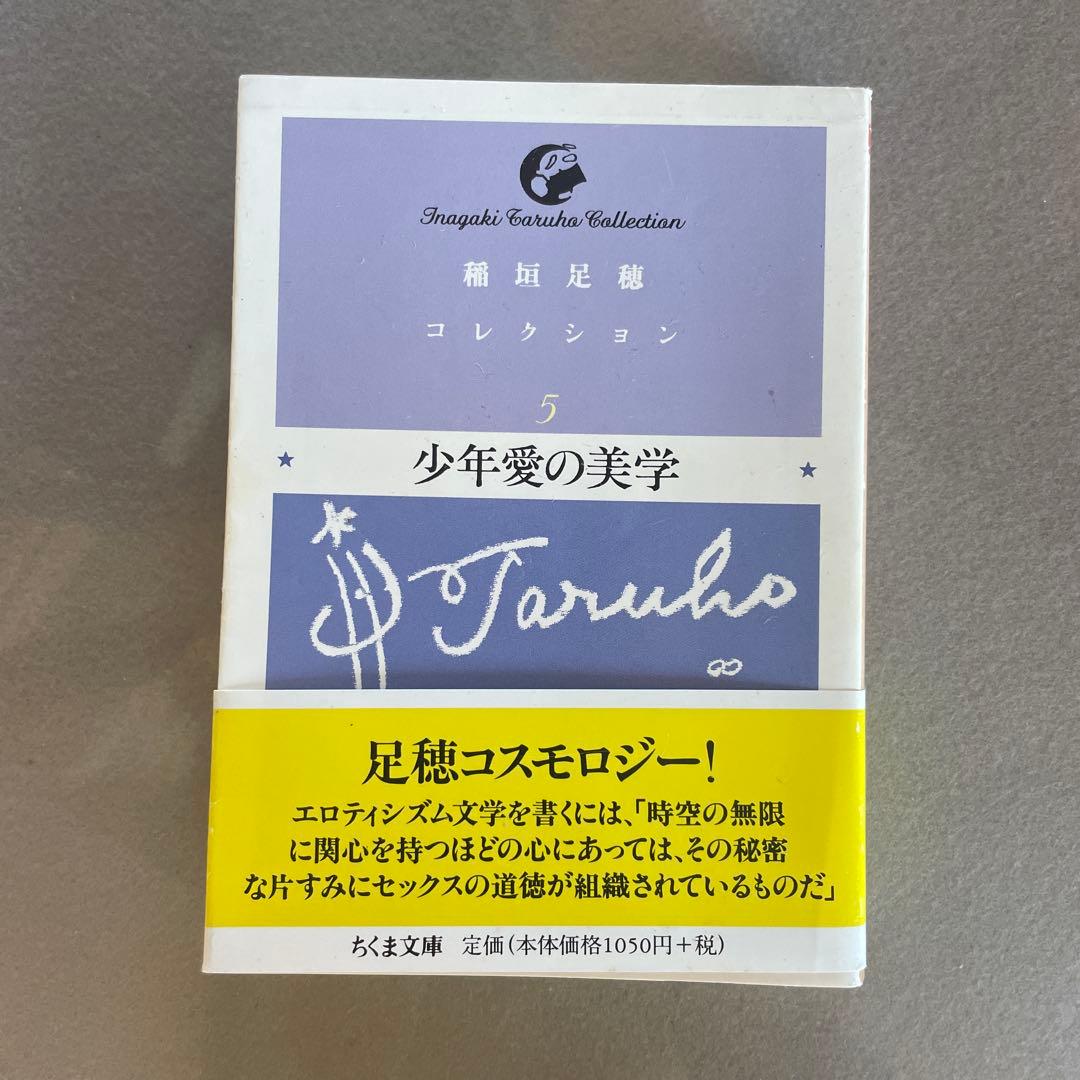 Inagaki Taruho Collection
稲垣足穂
コレクション
5
少年愛の美学
Taruho
足穂コスモロジー!
エロティシズム文学を書くには、「時空の無限
に関心を持つほどの心にあっては、その秘密
な片すみにセックスの道徳が組織されているものだ」
ちくま文庫 定価(本体価格1050円+税)